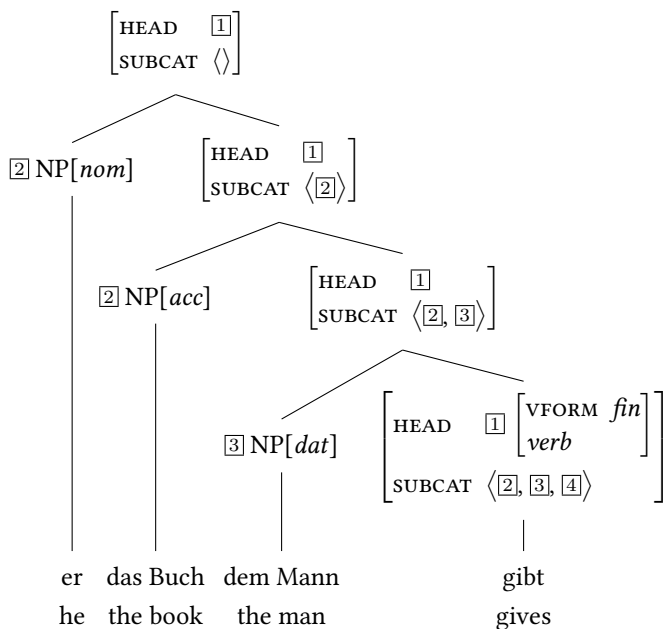 [HEAD 1
SUBCAT ⟨⟩]
2 NP[nom]
[HEAD 1
SUBCAT ⟨2⟩]
2 NP[acc]
[HEAD 1
SUBCAT ⟨2, 3⟩]
3 NP[dat]
[HEAD 1 [VFORM fin
verb]
SUBCAT ⟨2, 3, 4⟩]
er das Buch dem Mann gibt
he the book the man gives